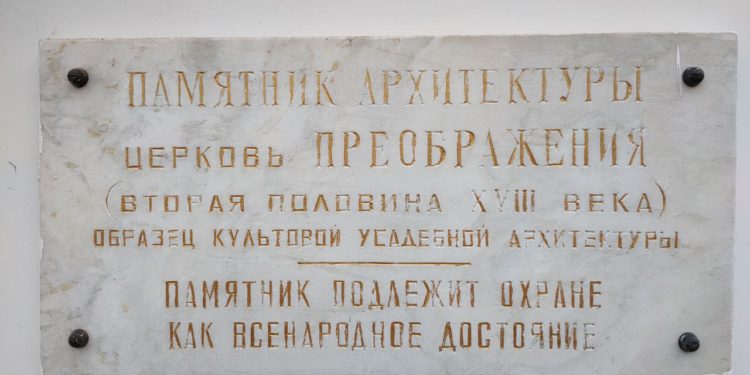 ПАМЯТНИК АРХИТЕКТУРЫ
ЦЕРКОВЬ ПРЕОБРАЖЕНИЯ
(ВТОРАЯ ПОЛОВИНА XVIII ВЕКА)
ОБРАЗЕЦ КУЛЬТОВОЙ УСАДЕБНОЙ АРХИТЕКТУРЫ
ПАМЯТНИК ПОДЛЕЖИТ ОХРАНЕ
КАК ВСЕНАРОДНОЕ ДОСТОЯНИЕ